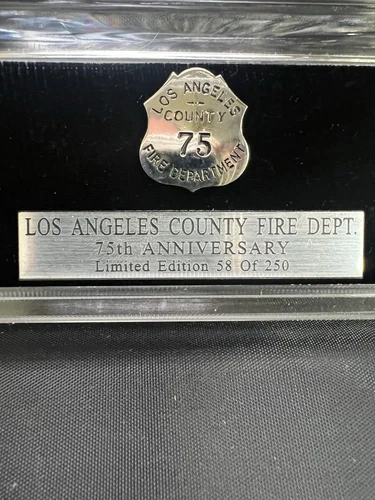 LOS ANGELES
COUNTY
75
FIRE DEPARTMENT
LOS ANGELES COUNTY FIRE DEPT.
75th ANNIVERSARY
Limited Edition 58 Of 250